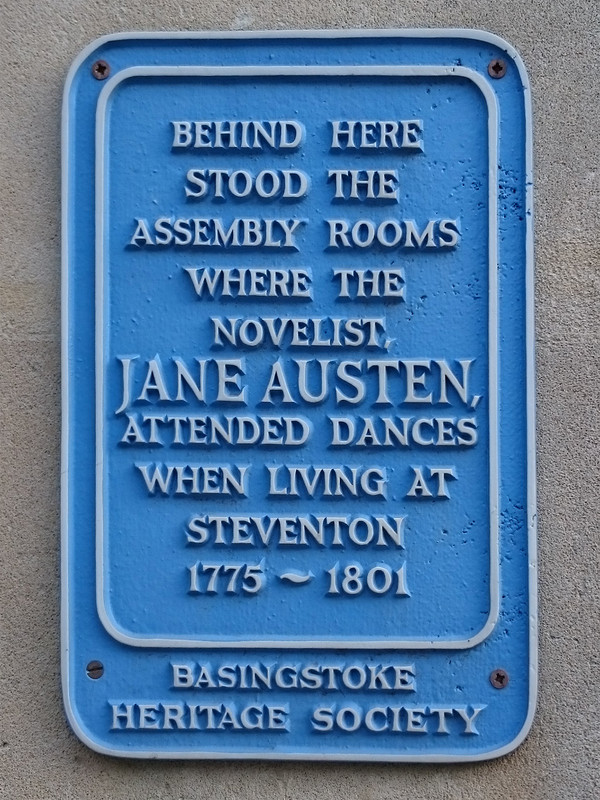 BEHIND HERE
STOOD THE
ASSEMBLY ROOMS
WHERE THE
NOVELIST,
JANE AUSTEN,
ATTENDED DANCES
WHEN LIVING AT
STEVENTON
1775 ~ 1801
BASINGSTOKE
HERITAGE SOCIETY